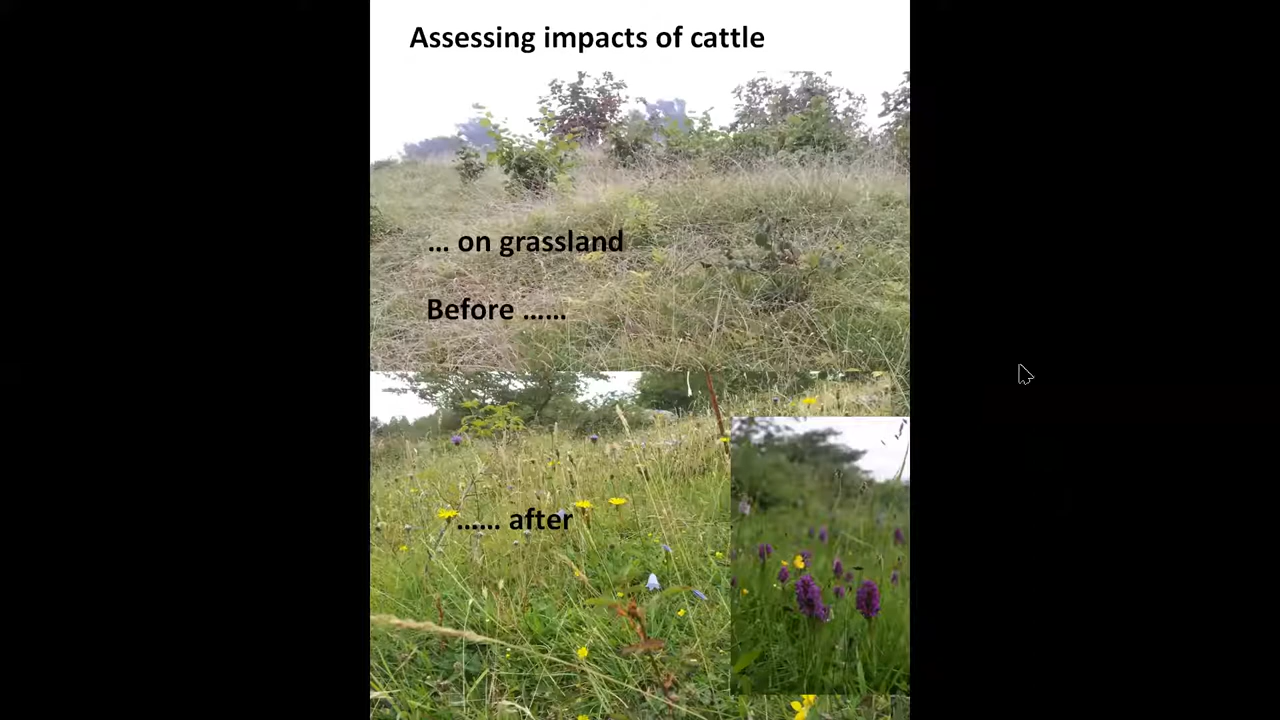 Assessing impacts of cattle
... on grassland
Before ......
...... after